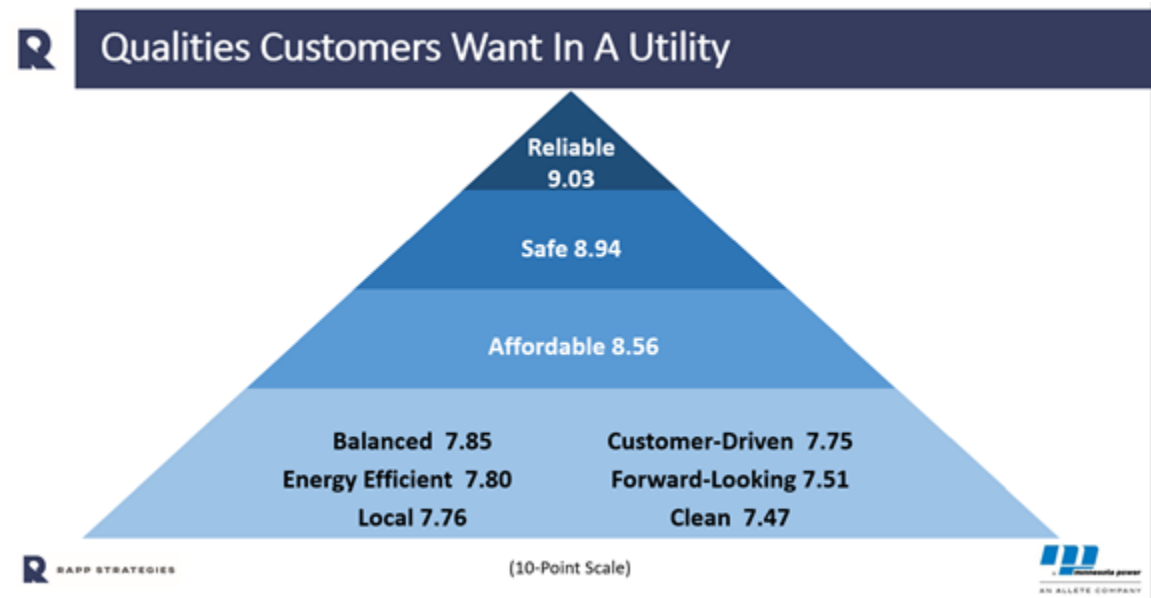 Qualities Customers Want In A Utility
Reliable
9.03
Safe 8.94
Affordable 8.56
Balanced 7.85
Energy Efficient 7.80
Local 7.76
Customer-Driven 7.75
Forward-Looking 7.51
Clean 7.47
RAPP STRATEGIES
(10-Point Scale)
minnesota power
AN ALLETE COMPANY